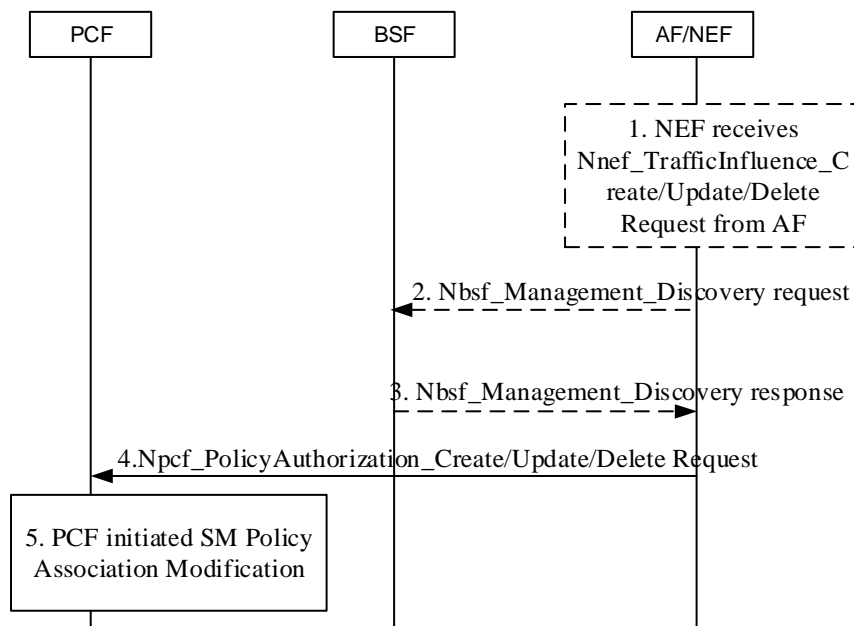 PCF
BSF
AF/NEF
1. NEF receives
Nnef_TrafficInfluence_C
reate/Update/Delete
Request from AF
2. Nbsf_Management_Discovery request
3. Nbsf_Management_Discovery response
4.Npcf_PolicyAuthorization_Create/Update/Delete Request
5. PCF initiated SM Policy
Association Modification